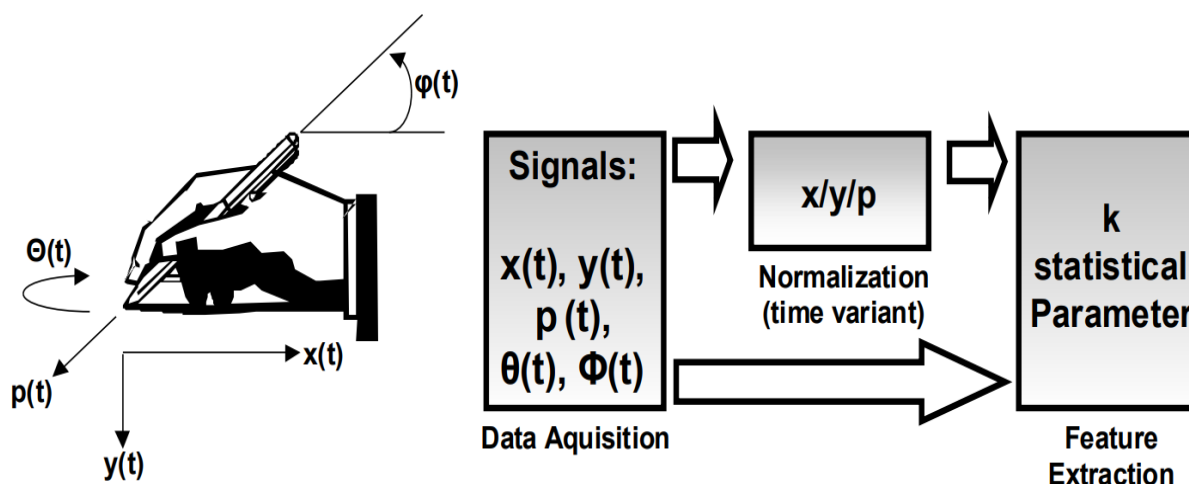 φ(t)
Θ(t)
p(t)
x(t)
y(t)
Signals:
x(t), y(t),
p (t),
θ(t), Φ(t)
Data Aquisition
x/y/p
Normalization
(time variant)
k
statistical
Parameter
Feature
Extraction